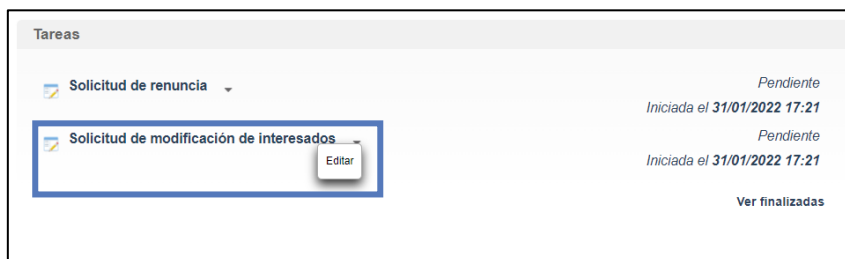 Tareas
Solicitud de renuncia
Pendiente
Iniciada el 31/01/2022 17:21
Solicitud de modificación de interesados
Pendiente
Editar
Iniciada el 31/01/2022 17:21
Ver finalizadas